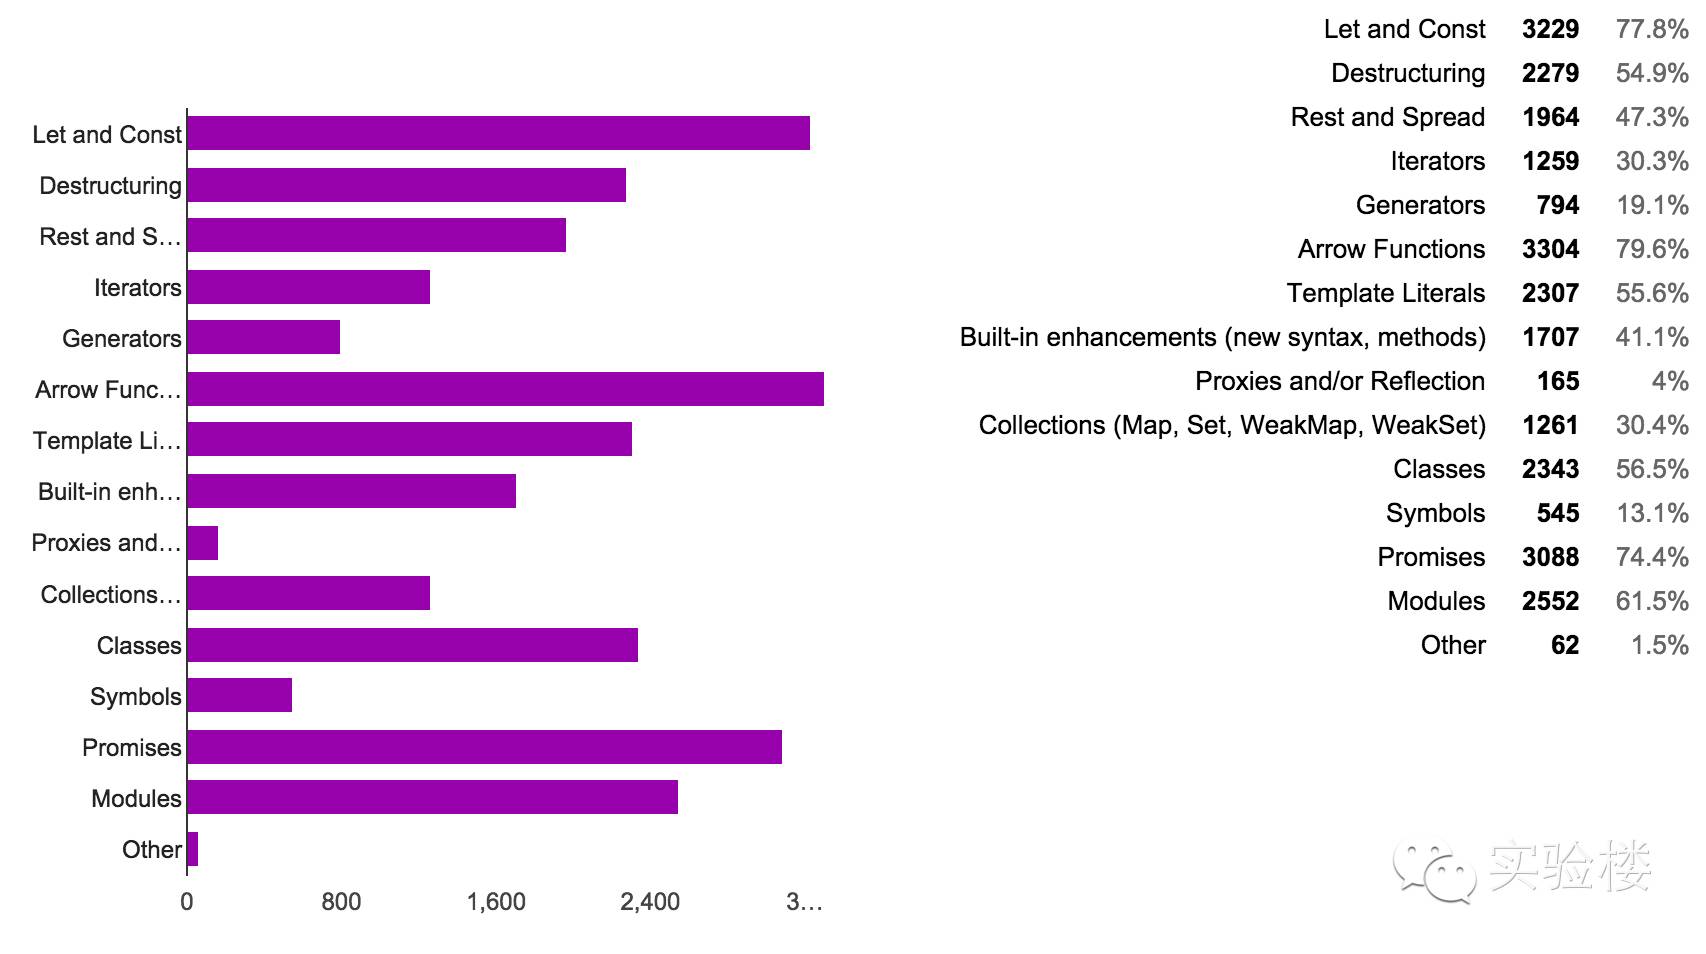 Let and Const
Destructuring
Rest and S…
Iterators
Generators
Arrow Func…
Template Li…
Built-in enh…
Proxies and…
Collections…
Classes
Symbols
Promises
Modules
Other
0 800 1,600 2,400 3…
Let and Const 3229 77.8%
Destructuring 2279 54.9%
Rest and Spread 1964 47.3%
Iterators 1259 30.3%
Generators 794 19.1%
Arrow Functions 3304 79.6%
Template Literals 2307 55.6%
Built-in enhancements (new syntax, methods) 1707 41.1%
Proxies and/or Reflection 165 4%
Collections (Map, Set, WeakMap, WeakSet) 1261 30.4%
Classes 2343 56.5%
Symbols 545 13.1%
Promises 3088 74.4%
Modules 2552 61.5%
Other 62 1.5%
实验楼